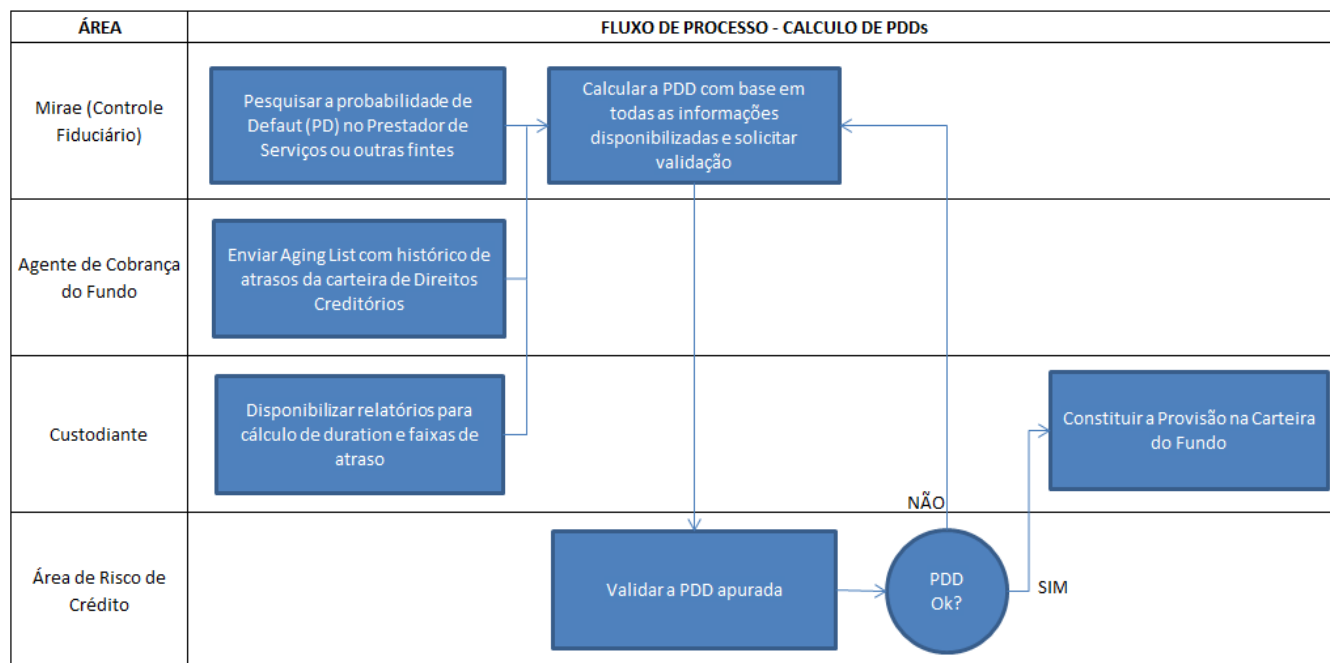 ÁREA
FLUXO DE PROCESSO - CALCULO DE PDDs
Mirae (Controle
Fiduciário)
Pesquisar a probabilidade de
Defaut (PD) no Prestador de
Serviços ou outras fintes
Calcular a PDD com base em
todas as informações
disponibilizadas e solicitar
validação
Agente de Cobrança
do Fundo
Enviar Aging List com histórico de
atrasos da carteira de Direitos
Creditórios
Custodiante
Disponibilizar relatórios para
cálculo de duration e faixas de
atraso
Constituir a Provisão na Carteira
do Fundo
NÃO
Área de Risco de
Crédito
Validar a PDD apurada
PDD
Ok?
SIM